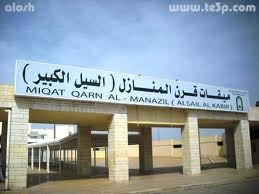 alosh www.te3p.com
ميقات قرن المنازل ( السيل الكبير )
MIQAT QARN AL - MANAZIL ( ALSAIL AL KABIR )